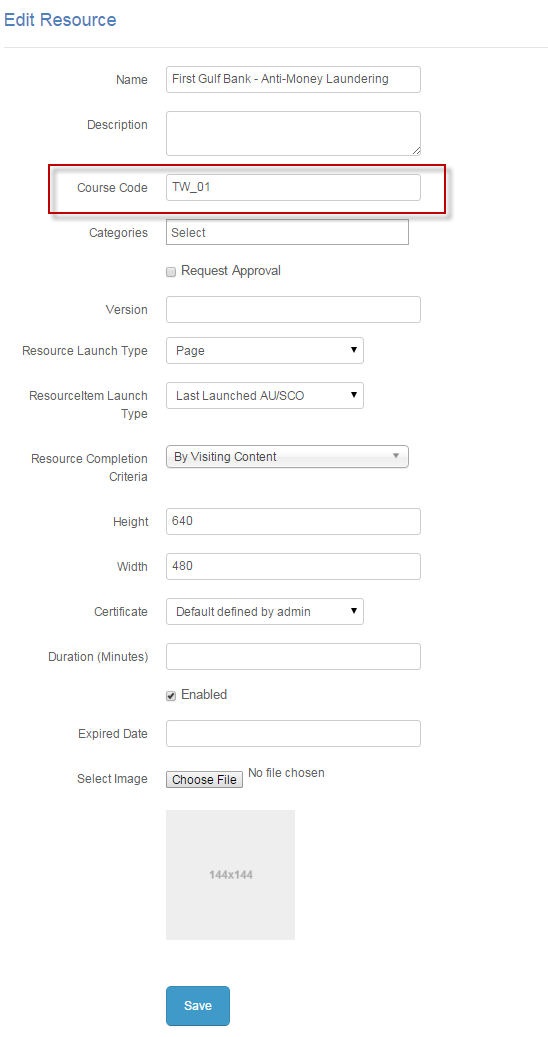 Edit Resource
Name First Gulf Bank - Anti-Money Laundering
Description
Course Code TW_01
Categories Select
Request Approval
Version
Resource Launch Type Page
ResourceItem Launch Last Launched AU/SCO
Type
Resource Completion By Visiting Content
Criteria
Height 640
Width 480
Certificate Default defined by admin
Duration (Minutes)
Enabled
Expired Date
Select Image Choose File No file chosen
144x144
Save